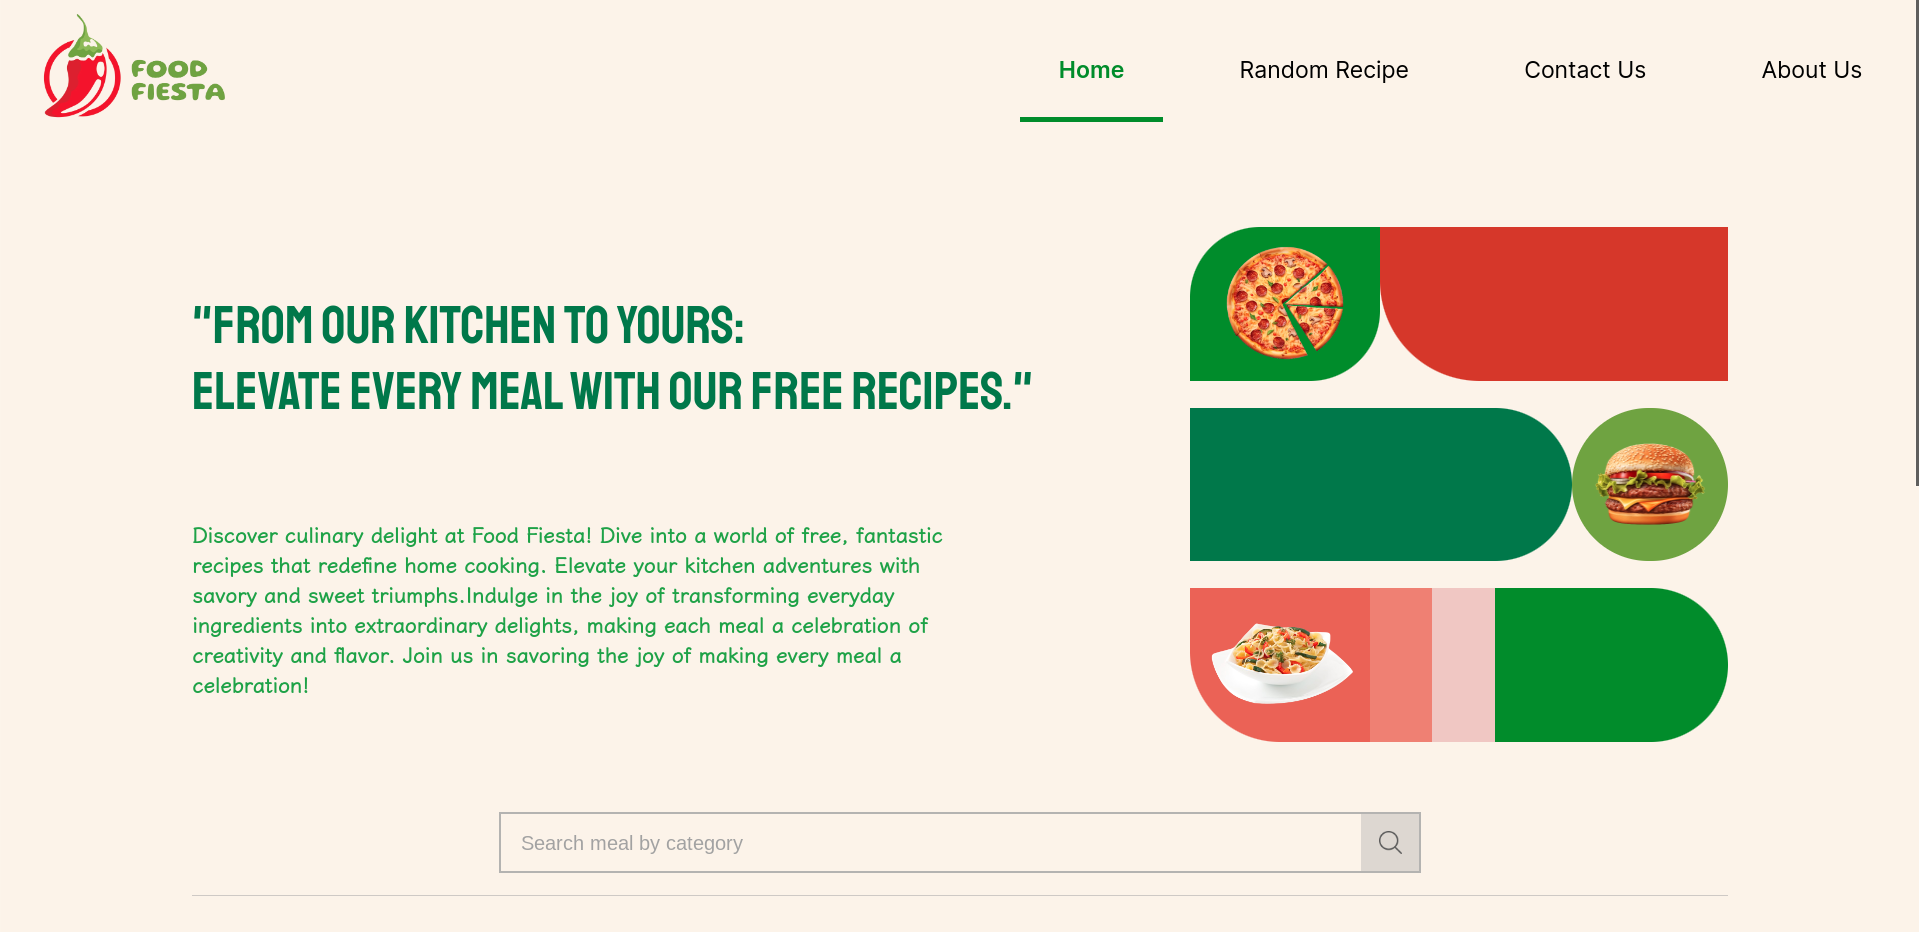 FOOD
FIESTA
Home
Random Recipe
Contact Us
About Us
"FROM OUR KITCHEN TO YOURS:
ELEVATE EVERY MEAL WITH OUR FREE RECIPES."
Discover culinary delight at Food Fiesta! Dive into a world of free, fantastic
recipes that redefine home cooking. Elevate your kitchen adventures with
savory and sweet triumphs.Indulge in the joy of transforming everyday
ingredients into extraordinary delights, making each meal a celebration of
creativity and flavor. Join us in savoring the joy of making every meal a
celebration!
Search meal by category